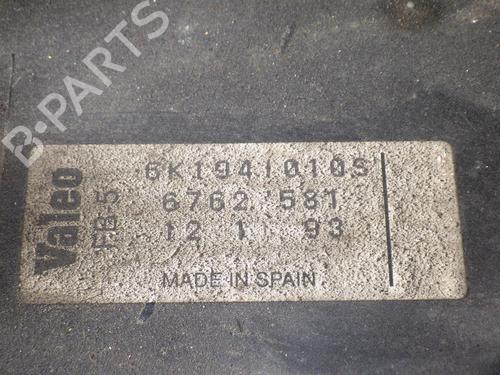 B-PARTS
Valeo
FB 5
6K1941010S
6762 581
12 1 93
MADE IN SPAIN